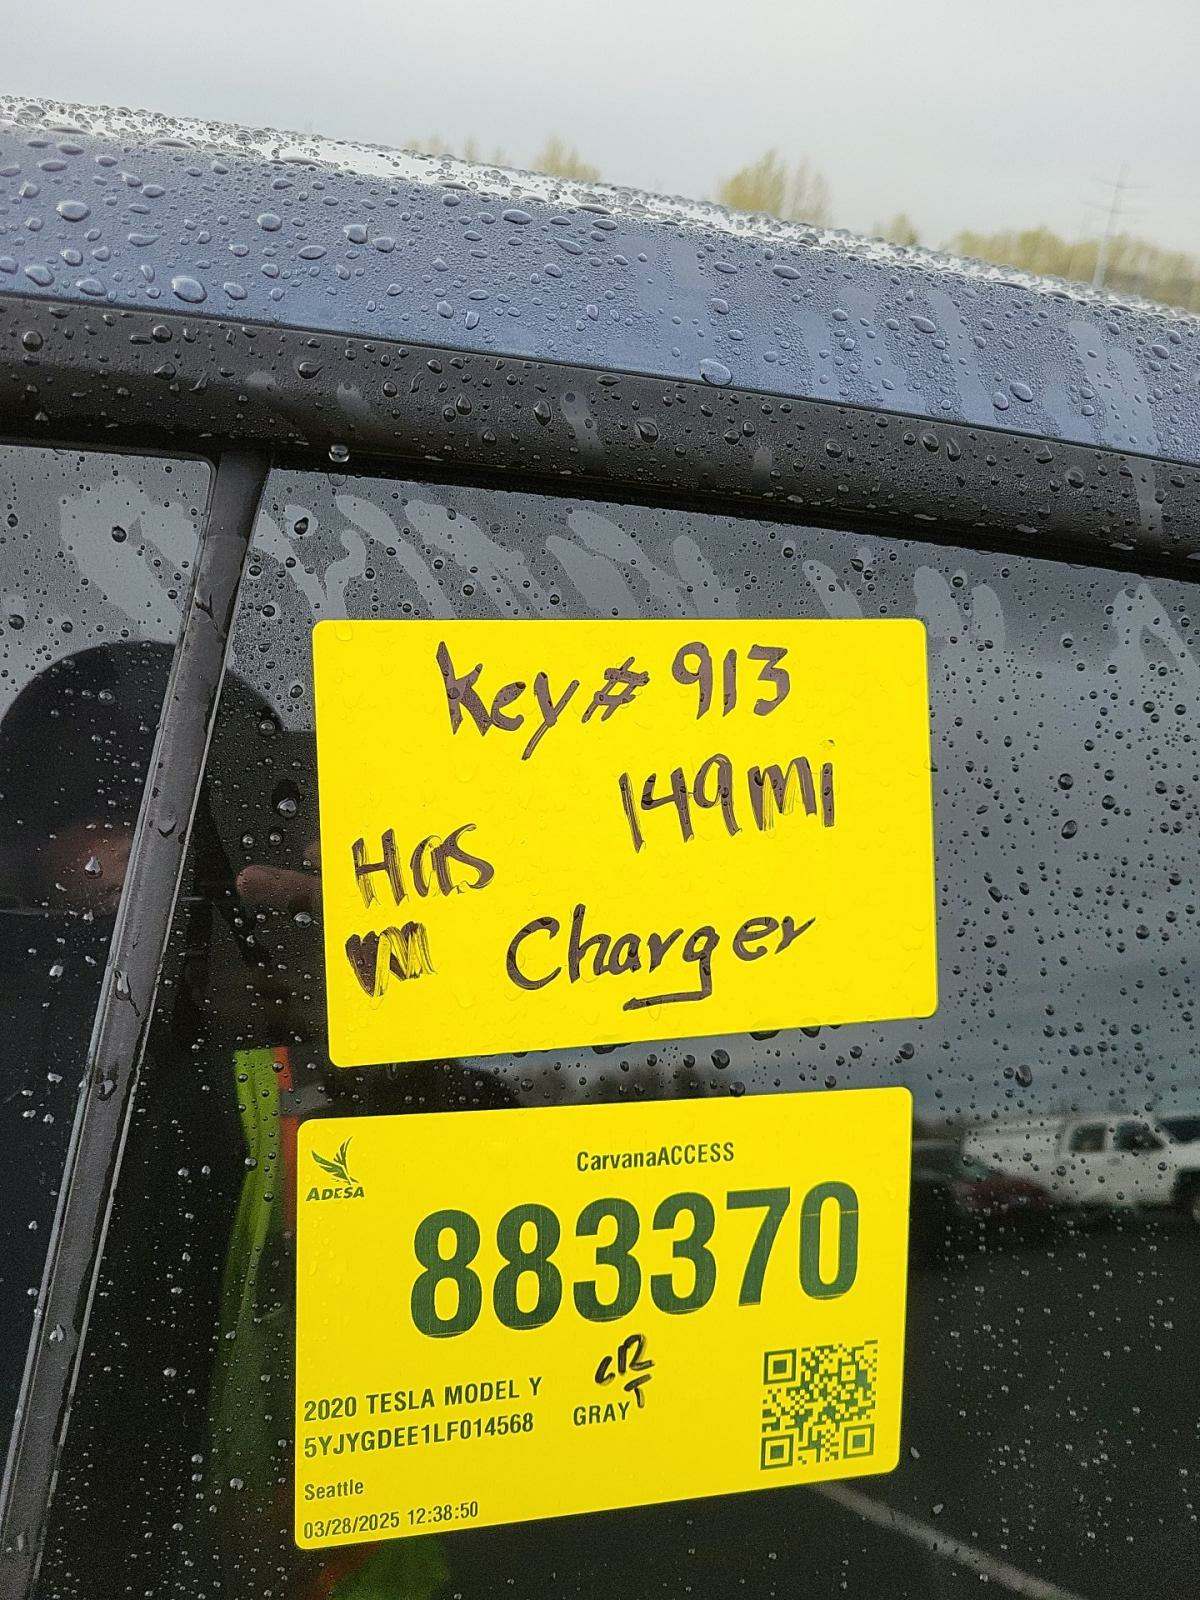 Key# 913
149mi
Has
Charger
ADESA
CarvanaACCESS
883370
CR
T
2020 TESLA MODEL Y
5YJYGDEE1LF014568
GRAY
Seattle
03/28/2025 12:38:50